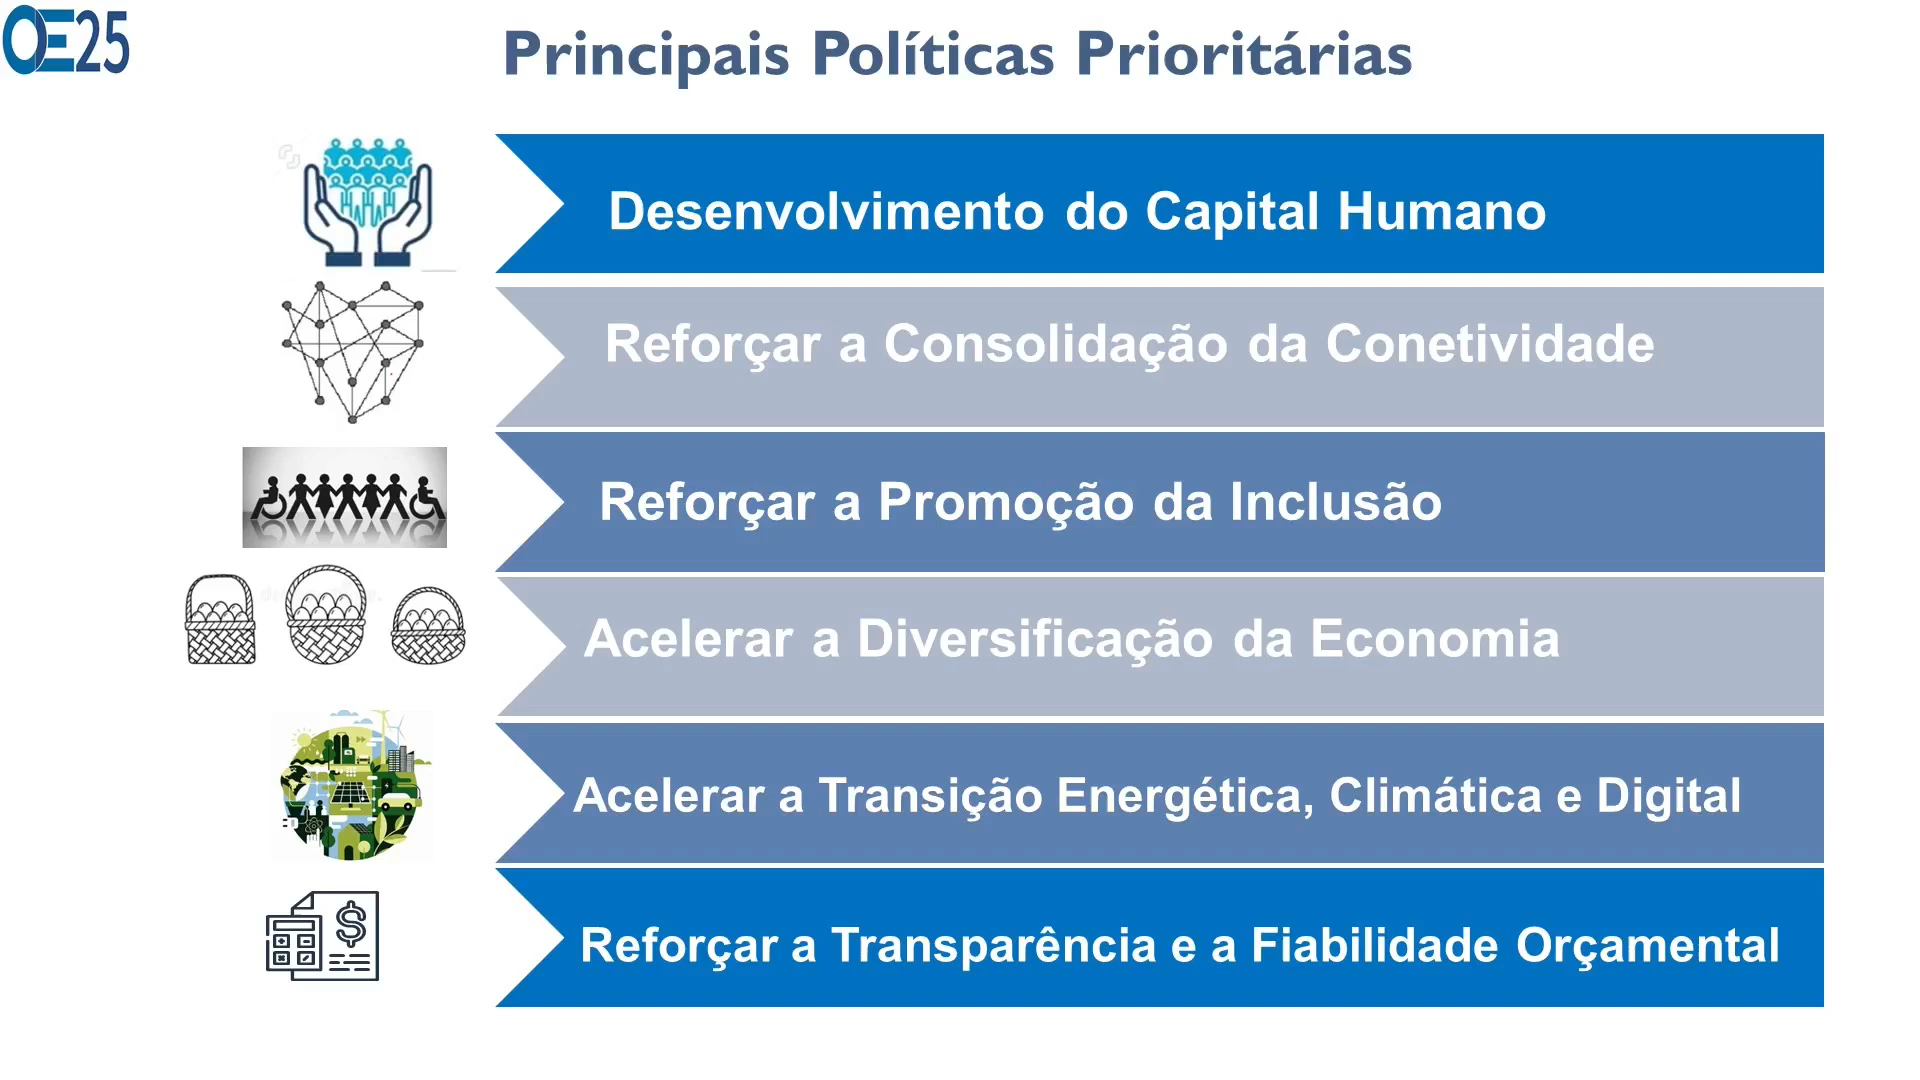 OE25
Principais Políticas Prioritárias
Desenvolvimento do Capital Humano
Reforçar a Consolidação da Conetividade
Reforçar a Promoção da Inclusão
Acelerar a Diversificação da Economia
Acelerar a Transição Energética, Climática e Digital
$
Reforçar a Transparência e a Fiabilidade Orçamental